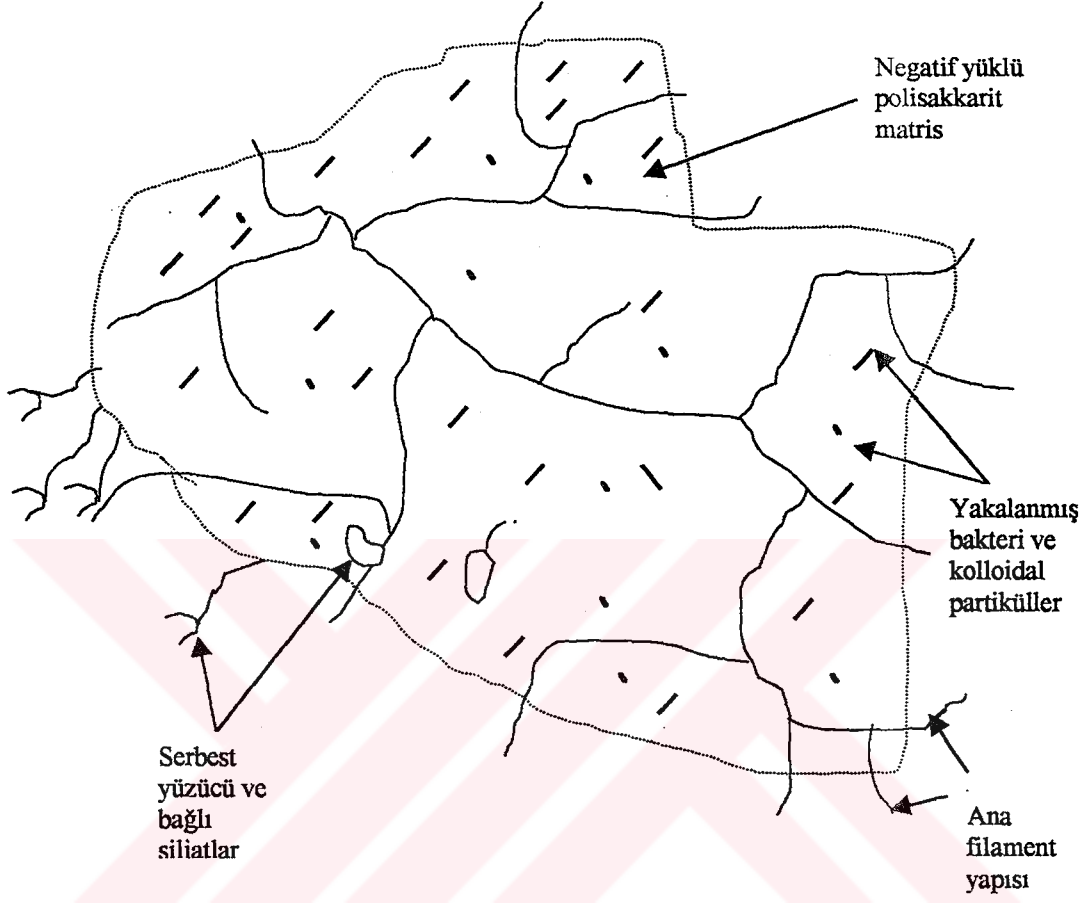 Negatif yüklü
polisakkarit
matris
Yakalanmış
bakteri ve
kolloidal
partiküller
Serbest
yüzücü ve
bağlı
siliatlar
Ana
filament
yapısı